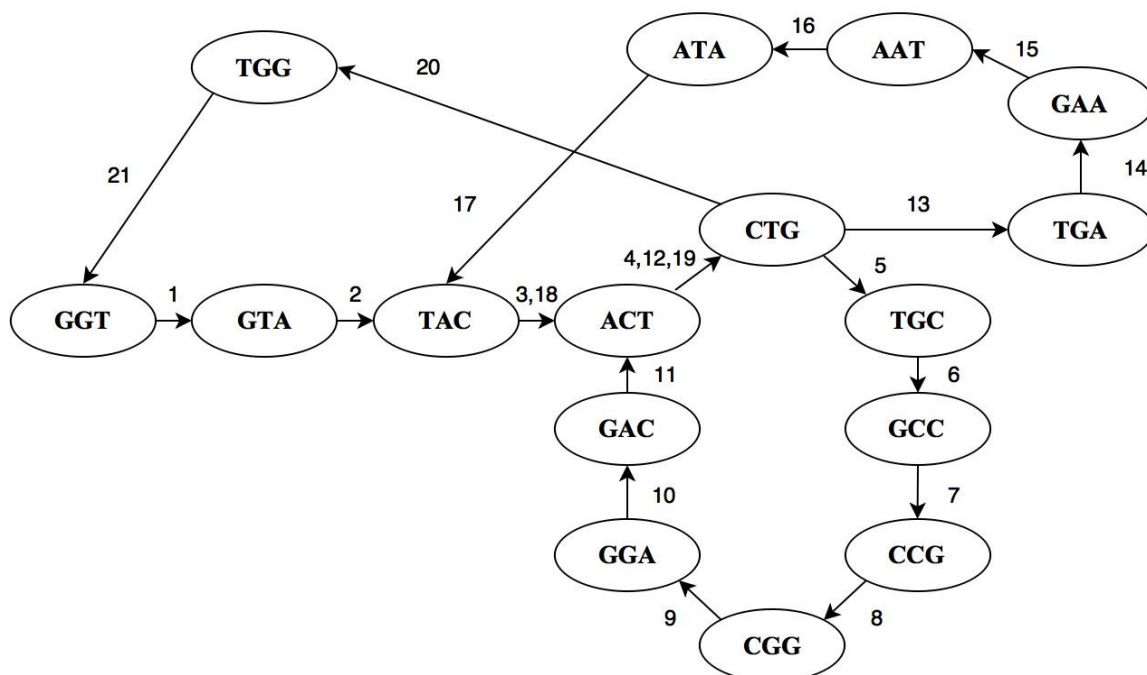 16
ATA
AAT
15
TGG
20
GAA
21
17
14
13
CTG
TGA
4,12,19
5
1
2
3,18
GGT
GTA
TAC
ACT
TGC
11
6
GAC
GCC
10
7
GGA
CCG
9
8
CGG